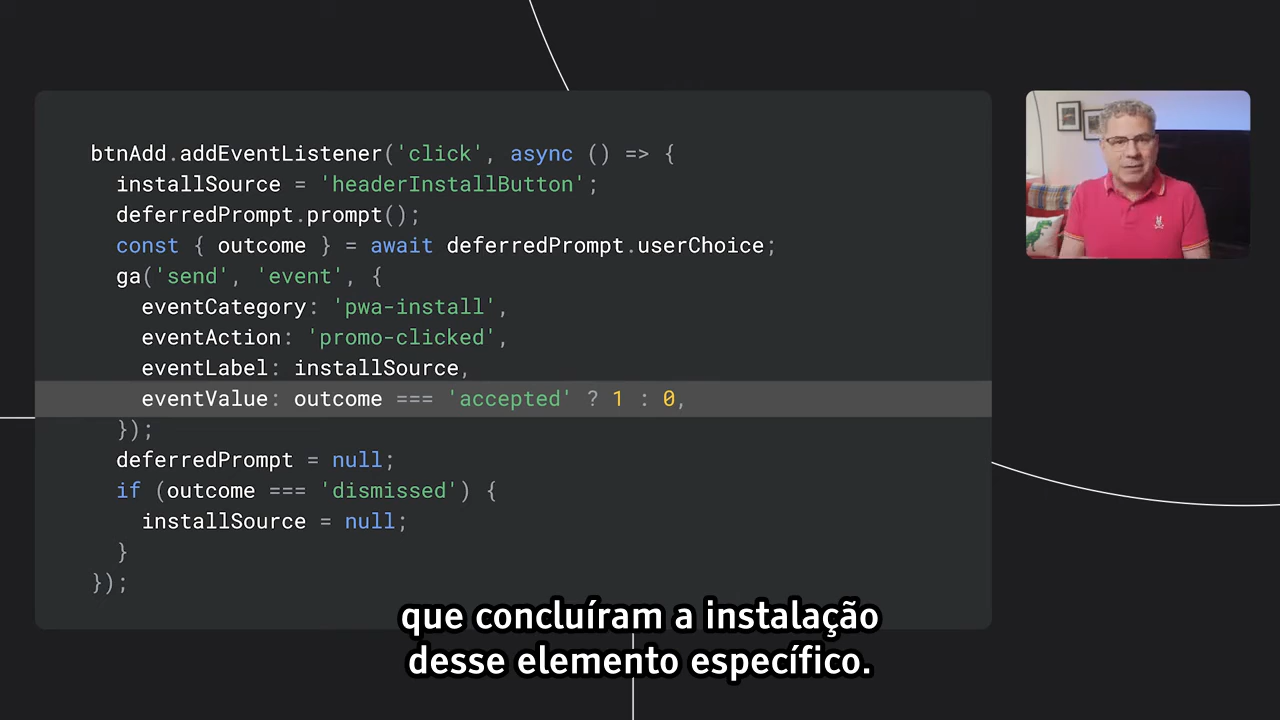 btnAdd.addEventListener('click', async () => {
installSource = 'headerInstallButton';
deferredPrompt.prompt();
const { outcome } = await deferredPrompt.userChoice;
ga('send', 'event', {
eventCategory: 'pwa-install',
eventAction: 'promo-clicked',
eventLabel: installSource,
eventValue: outcome === 'accepted' ? 1 : 0,
});
deferredPrompt = null;
if (outcome === 'dismissed') {
installSource = null;
}
});
que concluíram a instalação
desse elemento específico.